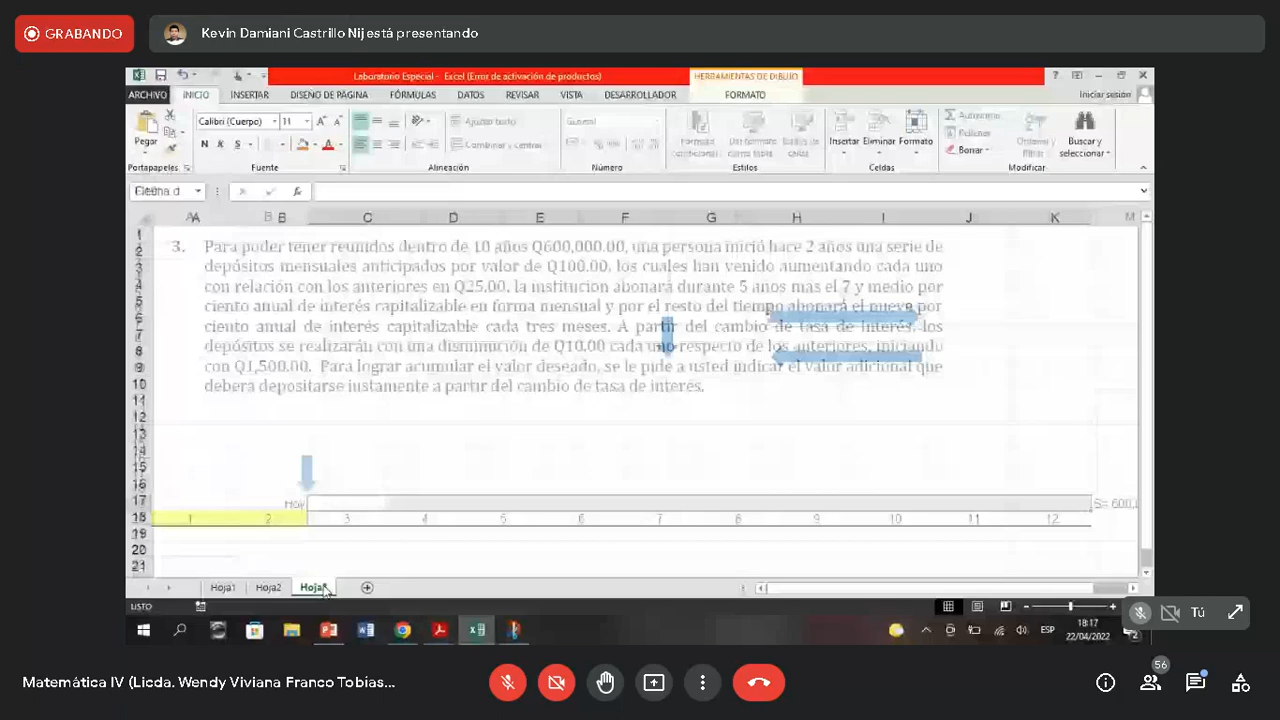 GRABANDO
Kevin Damiani Castrillo Nij está presentando
Laboratorio Especial - Excel (Error de activación de productos)
HERRAMIENTAS DE DIBUJO
ARCHIVO INICIO INSERTAR DISEÑO DE PÁGINA FÓRMULAS DATOS REVISAR VISTA DESARROLLADOR FORMATO Iniciar sesión
Calibri (Cuerpo) 11 Ajustar texto General
Pegar N K S Combinar y centrar Insertar Eliminar Formato Borrar Buscar y seleccionar
Portapapeles Fuente Alineación Número Estilos Celdas Modificar
A B C D E F G H I J K M
3. Para poder tener reunidos dentro de 10 años Q600,000.00, una persona inició hace 2 años una serie de
depósitos mensuales anticipados por valor de Q100.00, los cuales han venido aumentando cada uno
con relación con los anteriores en Q25.00, la institucion abonará durante 5 anos más el 7 y medio por
ciento anual de interés capitalizable en forma mensual y por el resto del tiempo abonará el nueve por
ciento anual de interés capitalizable cada tres meses. A partir del cambio de tasa de interés, los
depósitos se realizarán con una disminución de Q10.00 cada uno respecto de los anteriores, iniciando
con Q1,500.00. Para lograr acumular el valor deseado, se le pide a usted indicar el valor adicional que
deberá depositarse justamente a partir del cambio de tasa de interés.
Hoy S= 600,
1 2 3 4 5 6 7 8 9 10 11 12
Hoja1 Hoja2
LISTO
Tú
ESP
18:17
22/04/2022
Matemática IV (Licda. Wendy Viviana Franco Tobias...
56